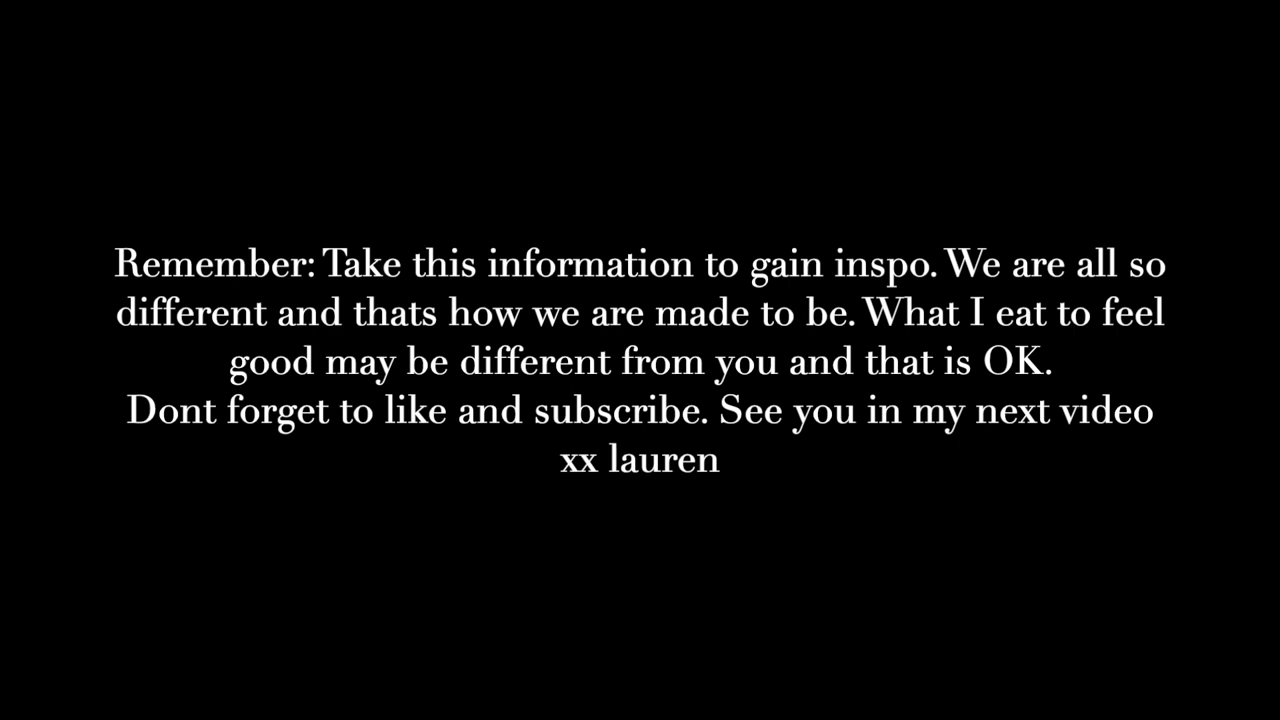 Remember: Take this information to gain inspo. We are all so
different and thats how we are made to be. What I eat to feel
good may be different from you and that is OK.
Dont forget to like and subscribe. See you in my next video
xx lauren